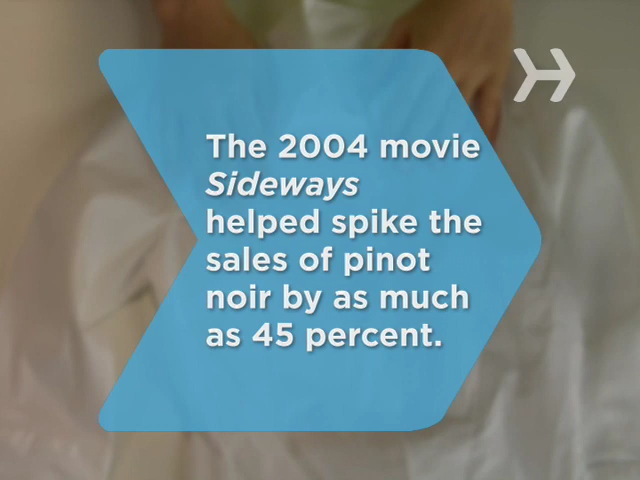 The 2004 movie
Sideways
helped spike the
sales of pinot
noir by as much
as 45 percent.